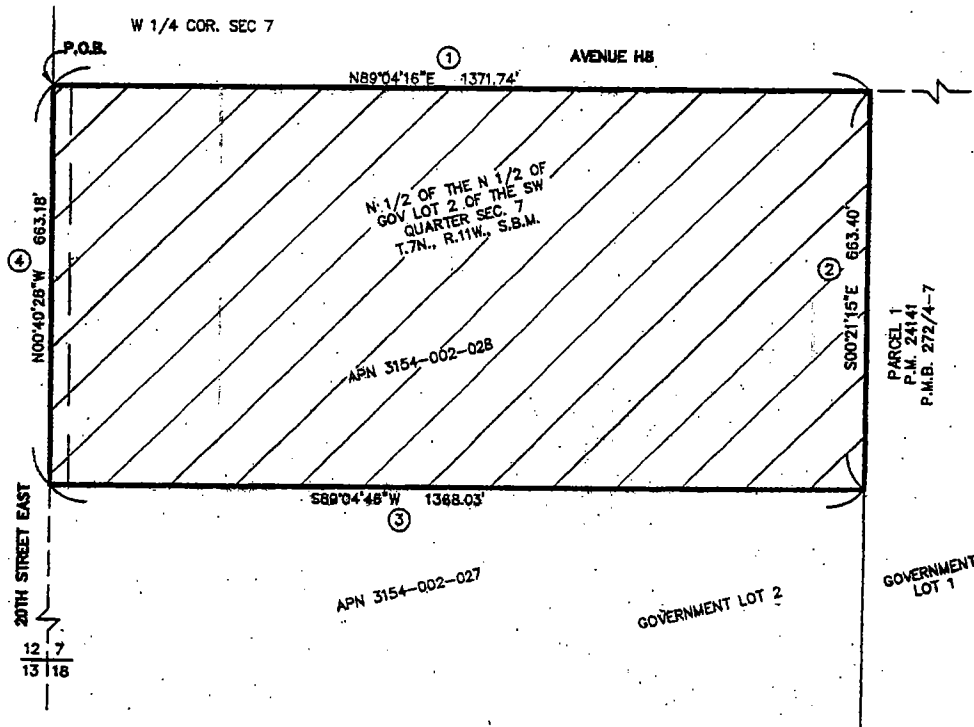 W 1/4 COR. SEC 7
P.O.B.
1
AVENUE H8
N89°04'16"E 1371.74'
N 1/2 OF THE N 1/2 OF
GOV LOT 2 OF THE SW
QUARTER SEC. 7
T.7N., R.11W., S.B.M.
4
N00°40'26"W 663.18'
2
S00°21'15"E 663.40'
PARCEL 1
P.M. 24141
P.M.B. 272/4-7
APN 3154-002-028
S89°04'46"W 1368.03'
3
20TH STREET EAST
APN 3154-002-027
GOVERNMENT LOT 2
GOVERNMENT
LOT 1
12 7
13 18